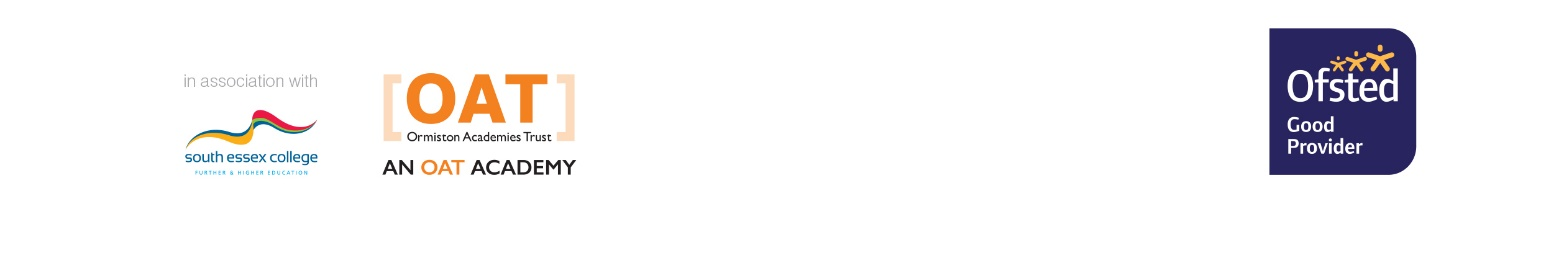 in association with
south essex college
FURTHER & HIGHER EDUCATION
[OAT]
Ormiston Academies Trust
AN OAT ACADEMY
Ofsted
Good
Provider